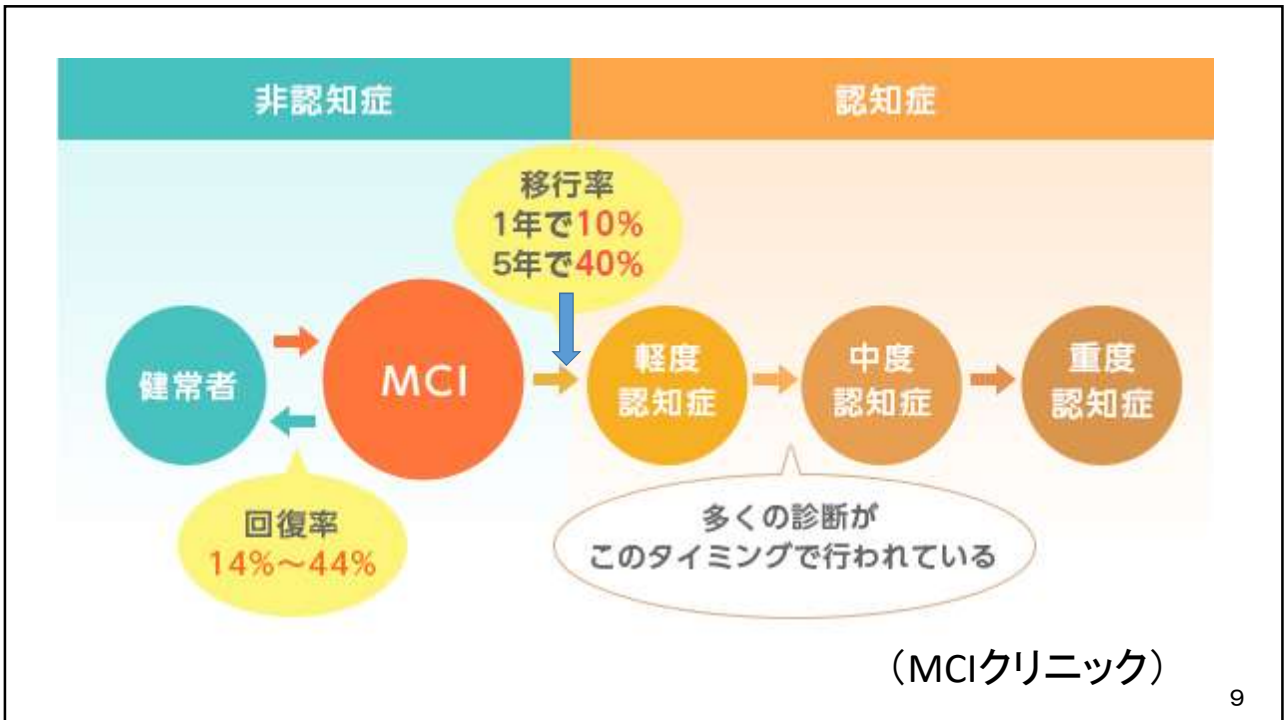 非認知症
認知症
移行率
1年で10%
5年で40%
健常者
MCI
軽度
認知症
中度
認知症
重度
認知症
回復率
14%～44%
多くの診断が
このタイミングで行われている
（MCIクリニック）
9